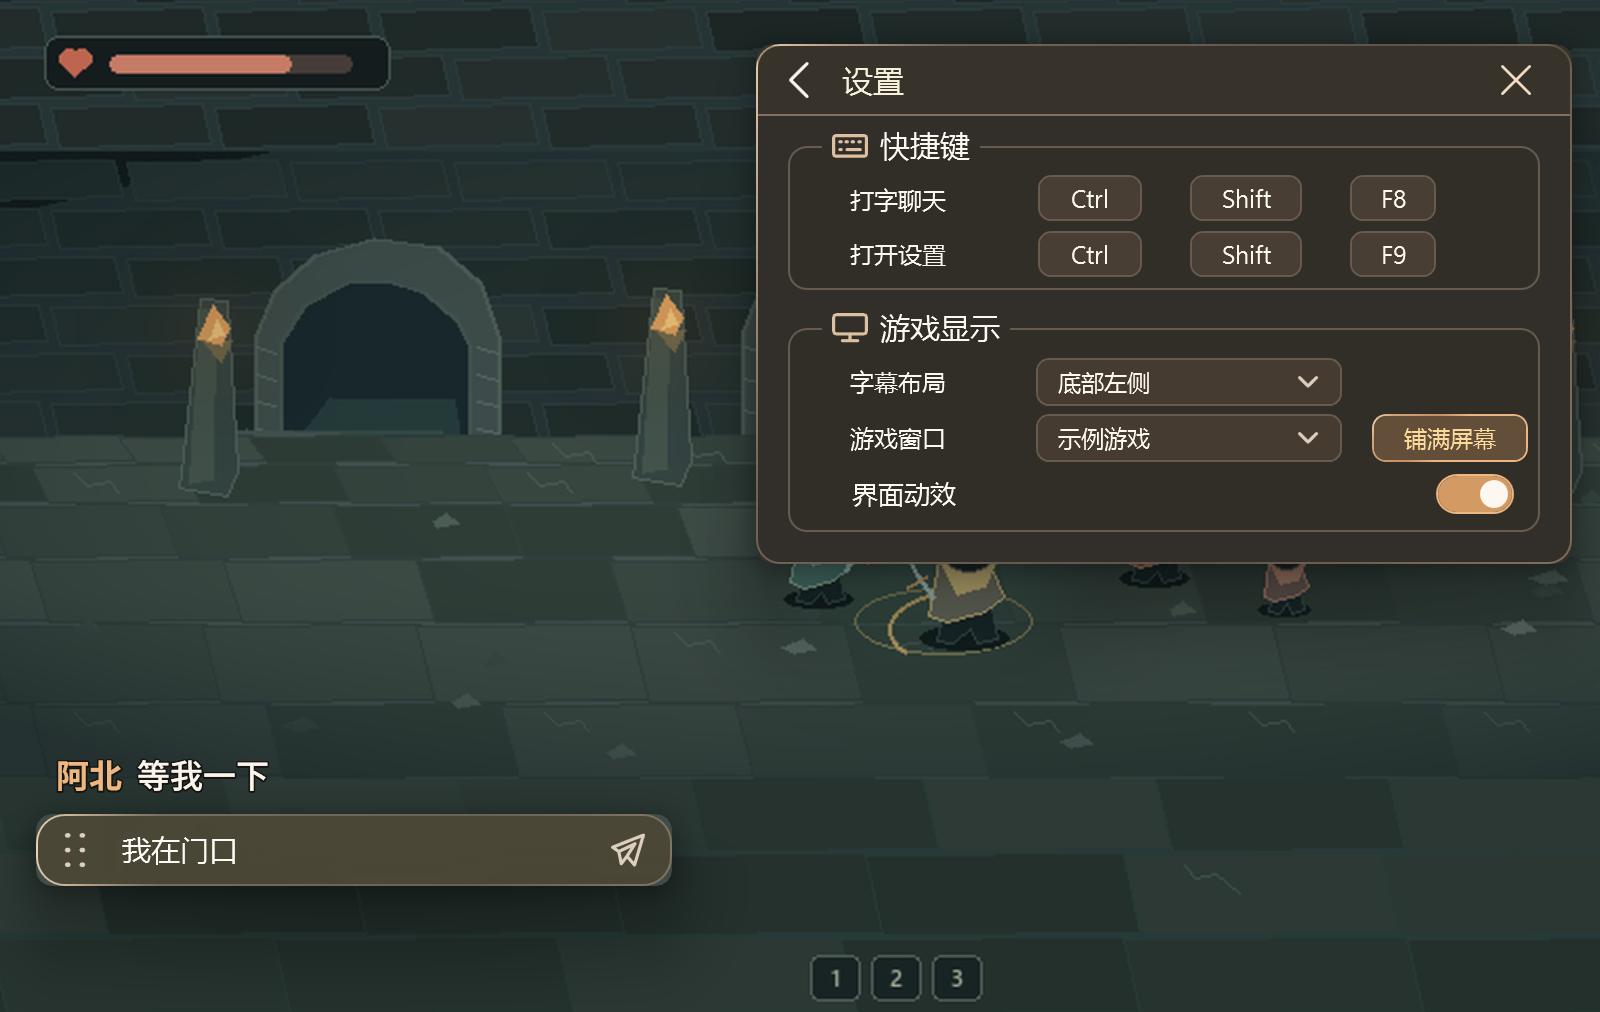 设置
快捷键
打字聊天 Ctrl Shift F8
打开设置 Ctrl Shift F9
游戏显示
字幕布局 底部左侧
游戏窗口 示例游戏 铺满屏幕
界面动效
阿北 等我一下
我在门口
1 2 3